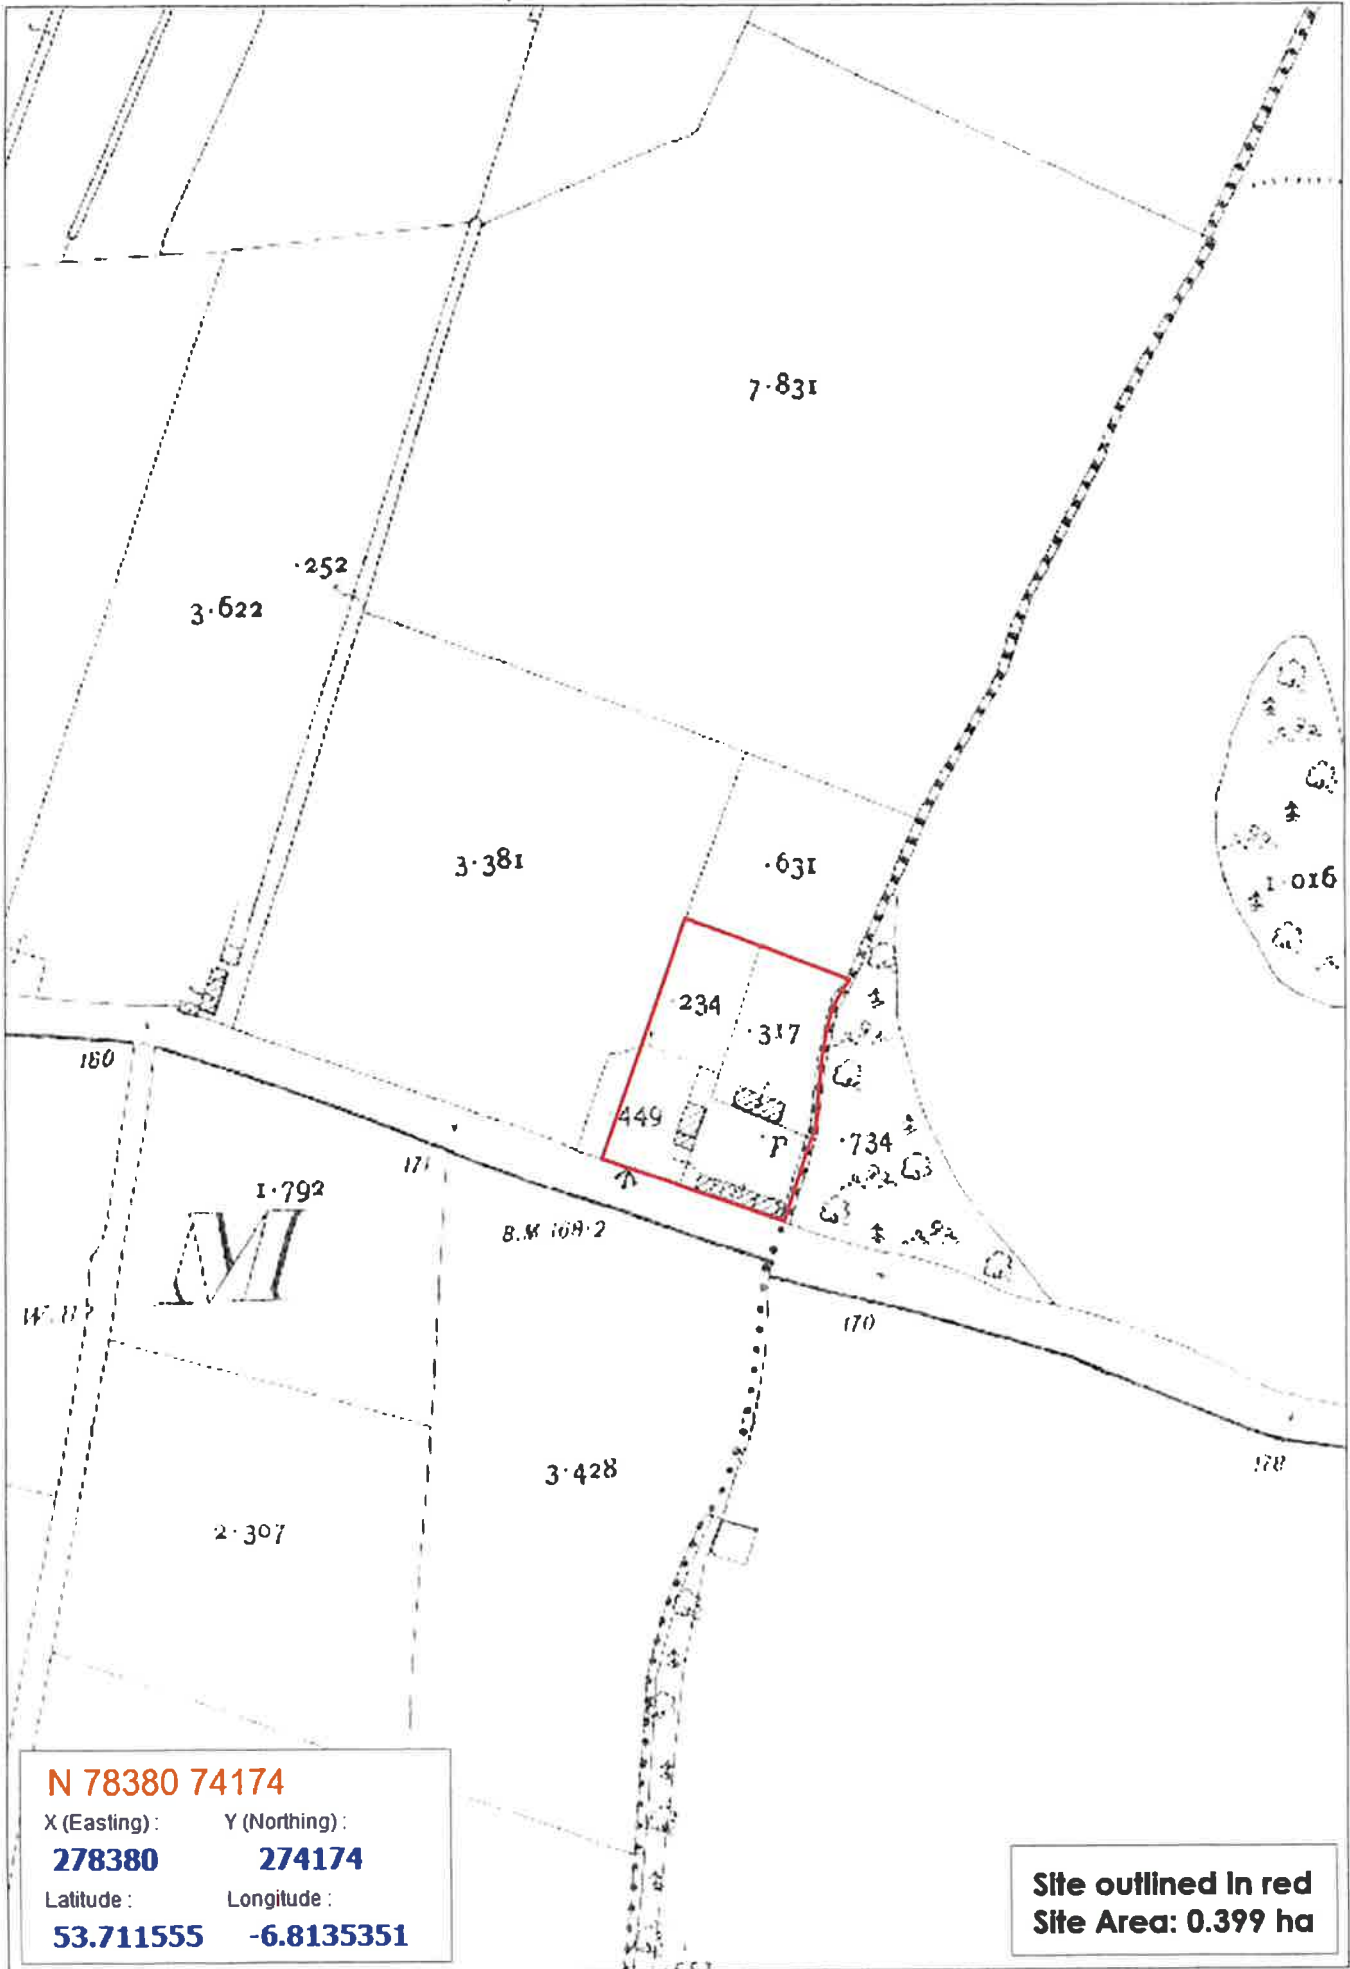 7·831
·252
3·622
3·381
·631
1·016
·234
·317
180
449
P
·734
171
1·792
B.M 169·2
M
170
3·428
178
2·307
N 78380 74174
X (Easting) : Y (Northing) :
278380 274174
Latitude : Longitude :
53.711555 -6.8135351
Site outlined in red
Site Area: 0.399 ha